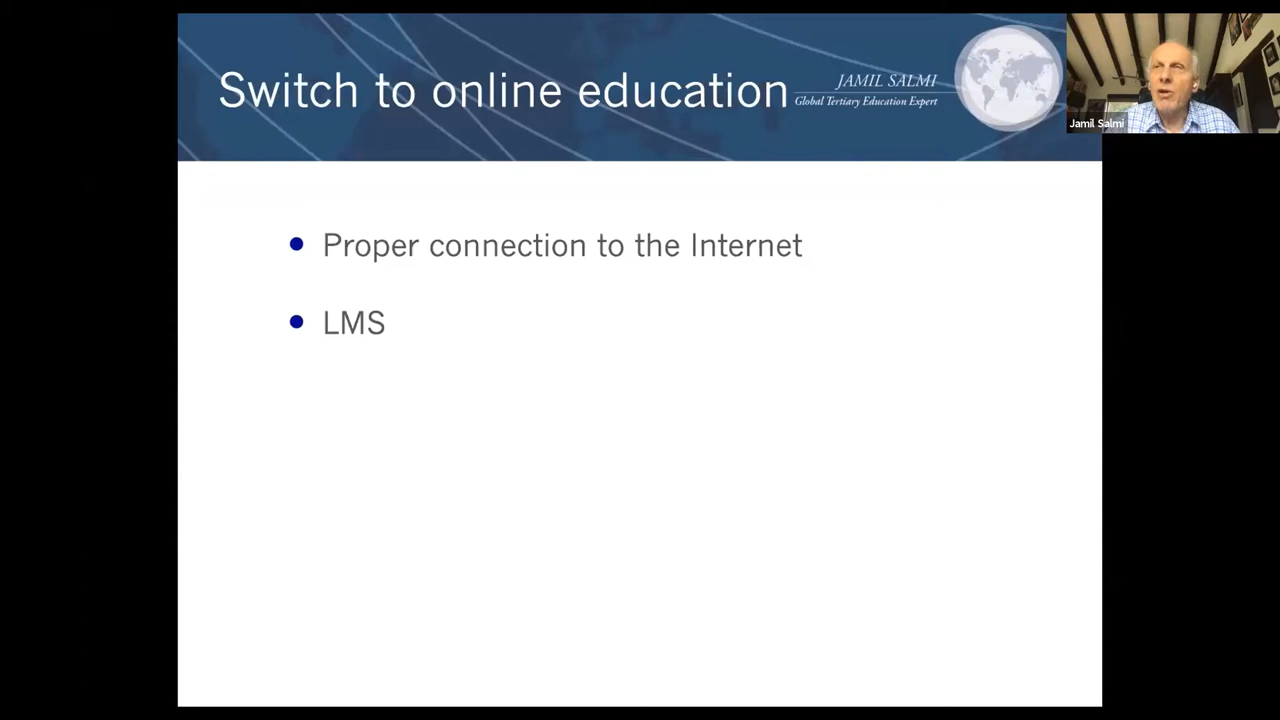 Switch to online education
JAMIL SALMI
Global Tertiary Education Expert
Jamil Salmi
• Proper connection to the Internet
• LMS